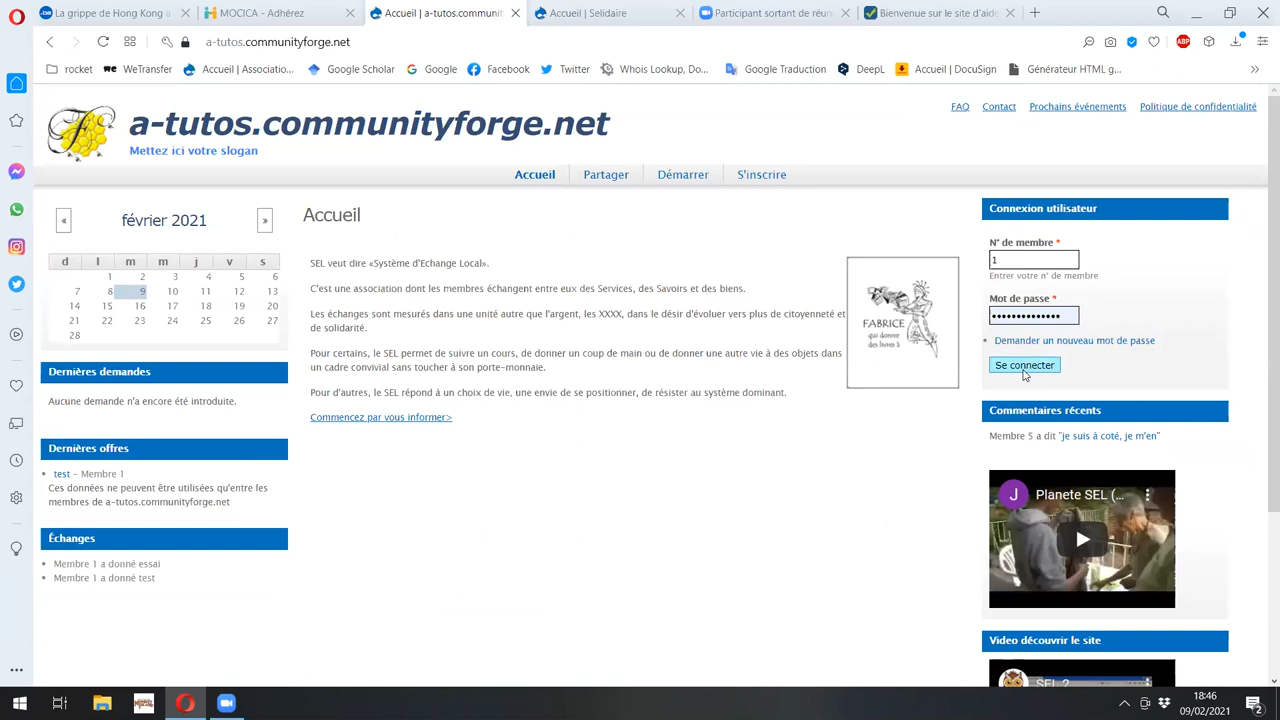 La grippe de Hong Kong a
MOCICA - Adhérez
Accueil | a-tutos.communit
Accueil | Selidaire
Participant sortant de réun
Bienvenue sur le site d'aide
a-tutos.communityforge.net
ABP
rocket
WeTransfer
Accueil | Associatio...
Google Scholar
Google
Facebook
Twitter
Whois Lookup, Do...
Google Traduction
DeepL
Accueil | DocuSign
Générateur HTML g...
FAQ
Contact
Prochains événements
Politique de confidentialité
a-tutos.communityforge.net
Mettez ici votre slogan
Accueil
Partager
Démarrer
S'inscrire
« février 2021 »
d l m m j v s
1 2 3 4 5 6
7 8 9 10 11 12 13
14 15 16 17 18 19 20
21 22 23 24 25 26 27
28
Dernières demandes
Aucune demande n'a encore été introduite.
Dernières offres
test - Membre 1
Ces données ne peuvent être utilisées qu'entre les
membres de a-tutos.communityforge.net
Échanges
Membre 1 a donné essai
Membre 1 a donné test
Accueil
SEL veut dire «Système d'Echange Local».
C'est une association dont les membres échangent entre eux des Services, des Savoirs et des biens.
Les échanges sont mesurés dans une unité autre que l'argent, les XXXX, dans le désir d'évoluer vers plus de citoyenneté et
de solidarité.
Pour certains, le SEL permet de suivre un cours, de donner un coup de main ou de donner une autre vie à des objets dans
un cadre convivial sans toucher à son porte-monnaie.
Pour d'autres, le SEL répond à un choix de vie, une envie de se positionner, de résister au système dominant.
Commencez par vous informer>
FABRICE
qui donne
des livres à
Connexion utilisateur
N° de membre *
1
Entrer votre n° de membre
Mot de passe *
••••••••••••••
Demander un nouveau mot de passe
Se connecter
Commentaires récents
Membre 5 a dit "je suis à coté, je m'en"
J
Planete SEL (...
Video découvrir le site
SEL 2
18:46
09/02/2021
2